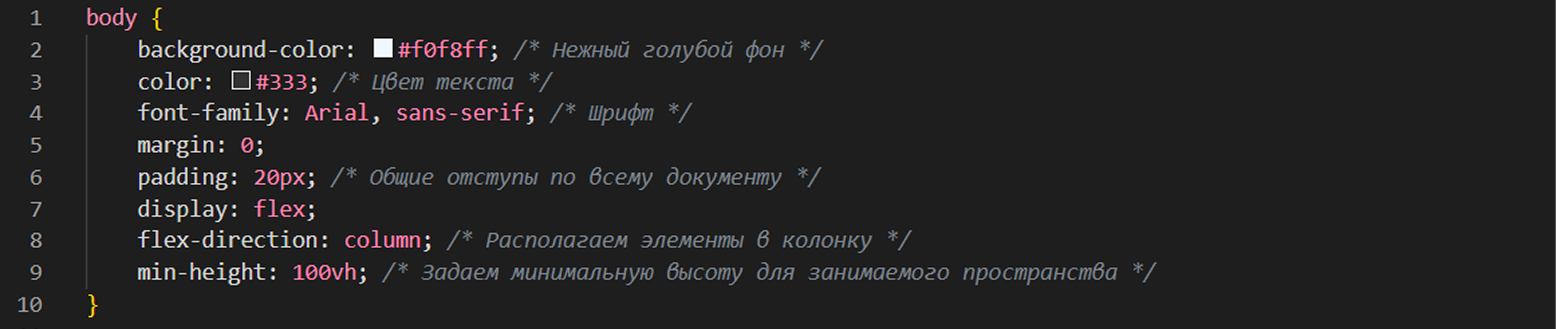 1 body {
2 background-color: #f0f8ff; /* Нежный голубой фон */
3 color: #333; /* Цвет текста */
4 font-family: Arial, sans-serif; /* Шрифт */
5 margin: 0;
6 padding: 20px; /* Общие отступы по всему документу */
7 display: flex;
8 flex-direction: column; /* Располагаем элементы в колонку */
9 min-height: 100vh; /* Задаем минимальную высоту для занимаемого пространства */
10 }